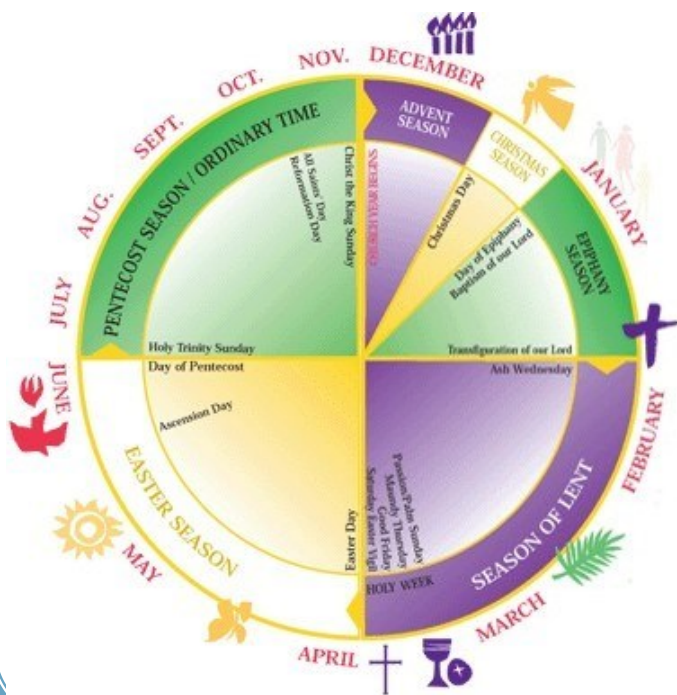 NOV.
DECEMBER
JANUARY
FEBRUARY
MARCH
APRIL
MAY
JUNE
JULY
AUG.
SEPT.
OCT.
ADVENT
SEASON
CHRISTMAS
SEASON
EPIPHANY
SEASON
SEASON OF LENT
HOLY WEEK
EASTER SEASON
PENTECOST SEASON / ORDINARY TIME
CHURCH YEAR BEGINS
Christmas Day
Day of Epiphany
Baptism of our Lord
Transfiguration of our Lord
Ash Wednesday
Passion/Palm Sunday
Maundy Thursday
Good Friday
Saturday Easter Vigil
Easter Day
Ascension Day
Day of Pentecost
Holy Trinity Sunday
All Saints' Day
Reformation Day
Christ the King Sunday